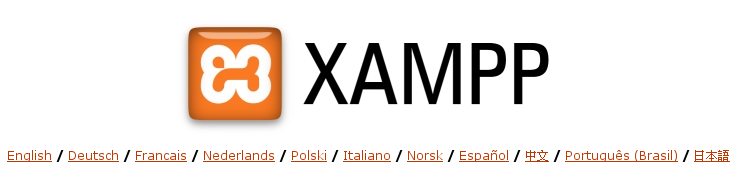 XAMPP
English / Deutsch / Francais / Nederlands / Polski / Italiano / Norsk / Español / 中文 / Português (Brasil) / 日本語